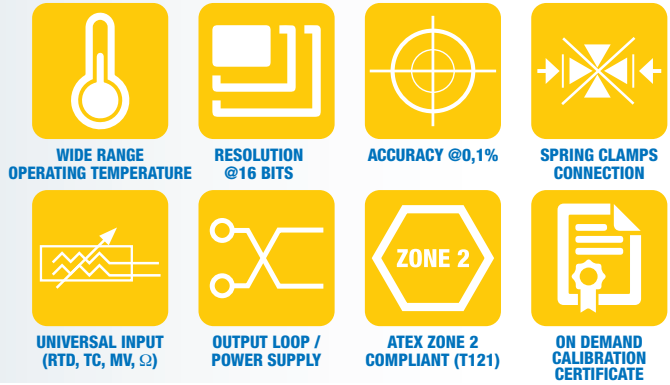 WIDE RANGE
OPERATING TEMPERATURE
RESOLUTION
@16 BITS
ACCURACY @0,1%
SPRING CLAMPS
CONNECTION
UNIVERSAL INPUT
(RTD, TC, MV, Ω)
OUTPUT LOOP /
POWER SUPPLY
ZONE 2
ATEX ZONE 2
COMPLIANT (T121)
ON DEMAND
CALIBRATION
CERTIFICATE